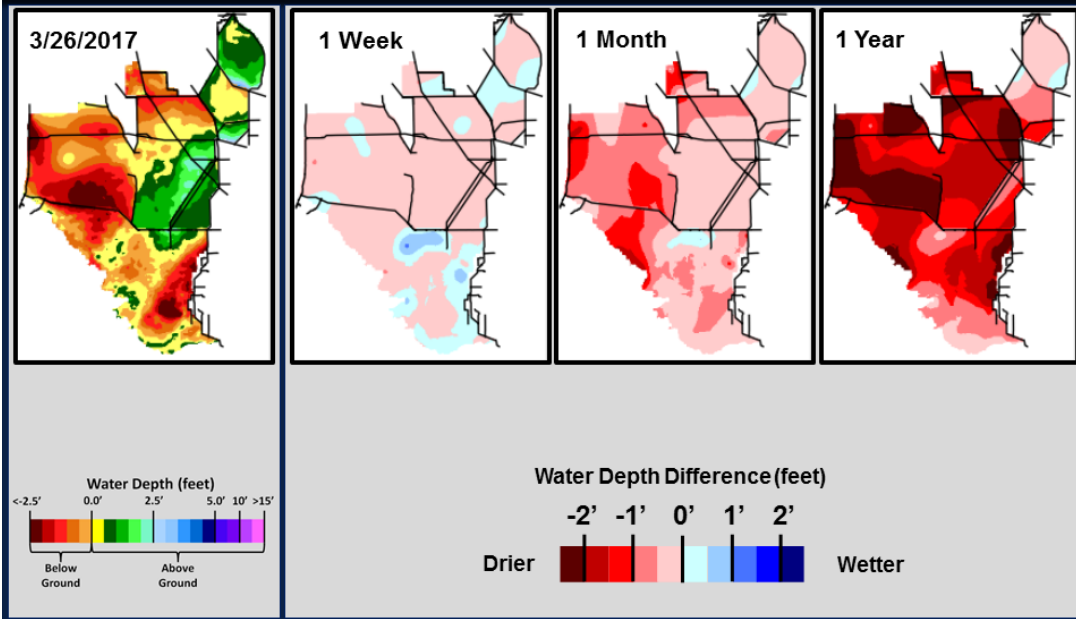 3/26/2017
1 Week
1 Month
1 Year
Water Depth (feet)
<-2.5' 0.0' 2.5' 5.0' 10' >15'
Below
Ground
Above
Ground
Water Depth Difference (feet)
-2' -1' 0' 1' 2'
Drier
Wetter